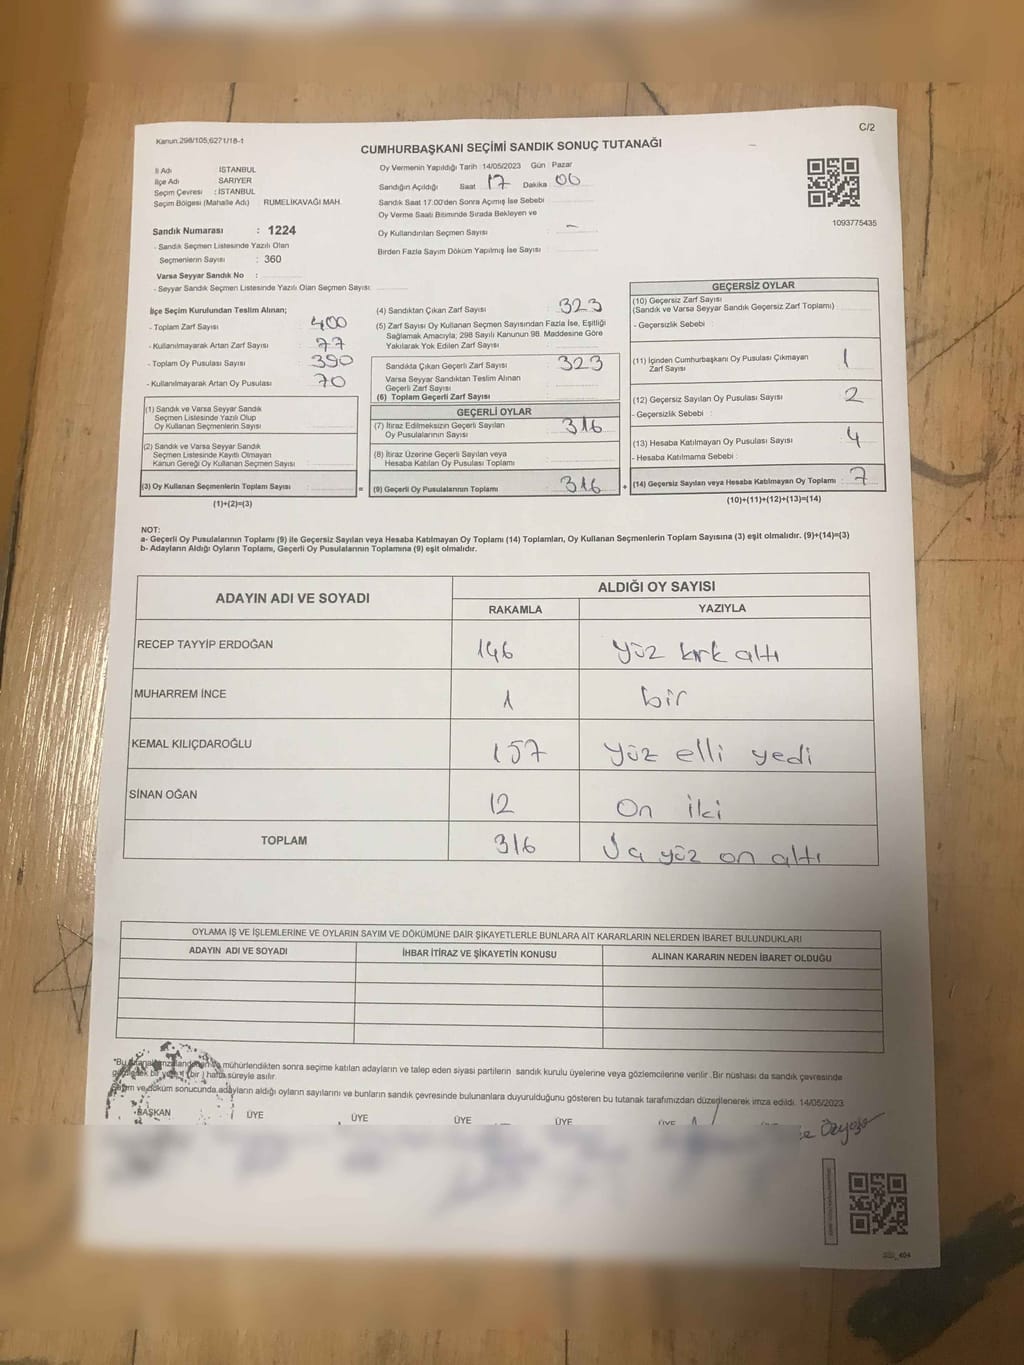 Kanun.298/105,6271/18-1
C/2
CUMHURBAŞKANI SEÇİMİ SANDIK SONUÇ TUTANAĞI
İl Adı İSTANBUL
İlçe Adı SARIYER
Seçim Çevresi : İSTANBUL
Seçim Bölgesi (Mahalle Adı) RUMELİKAVAĞI MAH.
Sandık Numarası : 1224
- Sandık Seçmen Listesinde Yazılı Olan
Seçmenlerin Sayısı : 360
Varsa Seyyar Sandık No :
- Seyyar Sandık Seçmen Listesinde Yazılı Olan Seçmen Sayısı:
Oy Vermenin Yapıldığı Tarih :14/05/2023 Gün : Pazar
Sandığın Açıldığı Saat : 17 Dakika : 06
Sandık Saat 17:00'den Sonra Açımış İse Sebebi
Oy Verme Saati Bitiminde Sırada Bekleyen ve
Oy Kullandırılan Seçmen Sayısı : -
Birden Fazla Sayım Döküm Yapılmış İse Sayısı :
1093775435
İlçe Seçim Kurulundan Teslim Alınan;
- Toplam Zarf Sayısı : 400
- Kullanılmayarak Artan Zarf Sayısı : 77
- Toplam Oy Pusulası Sayısı : 390
- Kullanılmayarak Artan Oy Pusulası : 70
(1) Sandık ve Varsa Seyyar Sandık
Seçmen Listesinde Yazılı Olup
Oy Kullanan Seçmenlerin Sayısı :
(2) Sandık ve Varsa Seyyar Sandık
Seçmen Listesinde Kayıtlı Olmayan
Kanun Gereği Oy Kullanan Seçmen Sayısı :
(3) Oy Kullanan Seçmenlerin Toplam Sayısı :
(1)+(2)=(3)
=
(4) Sandıktan Çıkan Zarf Sayısı : 323
(5) Zarf Sayısı Oy Kullanan Seçmen Sayısından Fazla İse, Eşitliği
Sağlamak Amacıyla; 298 Sayılı Kanunun 98. Maddesine Göre
Yakılarak Yok Edilen Zarf Sayısı :
Sandıkta Çıkan Geçerli Zarf Sayısı : 323
Varsa Seyyar Sandıktan Teslim Alınan
Geçerli Zarf Sayısı :
(6) Toplam Geçerli Zarf Sayısı :
GEÇERLİ OYLAR
(7) İtiraz Edilmeksizin Geçerli Sayılan
Oy Pusulalarının Sayısı : 316
(8) İtiraz Üzerine Geçerli Sayılan veya
Hesaba Katılan Oy Pusulası Toplamı :
(9) Geçerli Oy Pusulalarının Toplamı : 316
+
GEÇERSİZ OYLAR
(10) Geçersiz Zarf Sayısı
(Sandık ve Varsa Seyyar Sandık Geçersiz Zarf Toplamı) :
- Geçersizlik Sebebi :
(11) İçinden Cumhurbaşkanı Oy Pusulası Çıkmayan
Zarf Sayısı : 1
(12) Geçersiz Sayılan Oy Pusulası Sayısı : 2
- Geçersizlik Sebebi :
(13) Hesaba Katılmayan Oy Pusulası Sayısı : 4
- Hesaba Katılmama Sebebi :
(14) Geçersiz Sayılan veya Hesaba Katılmayan Oy Toplamı : 7
(10)+(11)+(12)+(13)=(14)
NOT:
a- Geçerli Oy Pusulalarının Toplamı (9) ile Geçersiz Sayılan veya Hesaba Katılmayan Oy Toplamı (14) Toplamları, Oy Kullanan Seçmenlerin Toplam Sayısına (3) eşit olmalıdır. (9)+(14)=(3)
b- Adayların Aldığı Oyların Toplamı, Geçerli Oy Pusulalarının Toplamına (9) eşit olmalıdır.
ADAYIN ADI VE SOYADI
ALDIĞI OY SAYISI
RAKAMLA YAZIYLA
RECEP TAYYİP ERDOĞAN 146 yüz kırk altı
MUHARREM İNCE 1 bir
KEMAL KILIÇDAROĞLU 157 yüz elli yedi
SİNAN OĞAN 12 on iki
TOPLAM 316 yüz on altı
OYLAMA İŞ VE İŞLEMLERİNE VE OYLARIN SAYIM VE DÖKÜMÜNE DAİR ŞİKAYETLERLE BUNLARA AİT KARARLARIN NELERDEN İBARET BULUNDUKLARI
ADAYIN ADI VE SOYADI İHBAR İTİRAZ VE ŞİKAYETİN KONUSU ALINAN KARARIN NEDEN İBARET OLDUĞU
mühürlendikten sonra seçime katılan adayların ve talep eden siyasi partilerin sandık kurulu üyelerine veya gözlemcilerine verilir. Bir nüshası da sandık çevresinde
(bir) hafta süreyle asılır.
ve döküm sonucunda adayların aldığı oyların sayılarını ve bunların sandık çevresinde bulunanlara duyurulduğunu gösteren bu tutanak tarafımızdan düzenlenerek imza edildi. 14/05/2023
BAŞKAN ÜYE ÜYE ÜYE ÜYE ÜYE